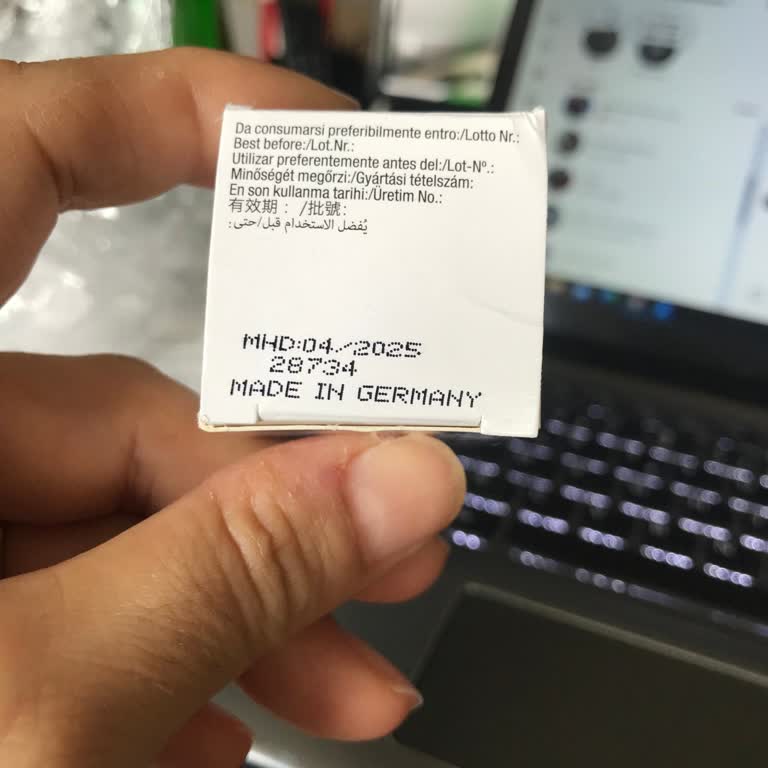 Da consumarsi preferibilmente entro:/Lotto Nr.:
Best before:/Lot.Nr.:
Utilizar preferentemente antes del:/Lot-Nº.:
Minőségét megőrzi:/Gyártási tételszám:
En son kullanma tarihi:/Üretim No.:
有效期：/批號:
يُفضل الاستخدام قبل/حتى:
MHD:04/2025
28734
MADE IN GERMANY